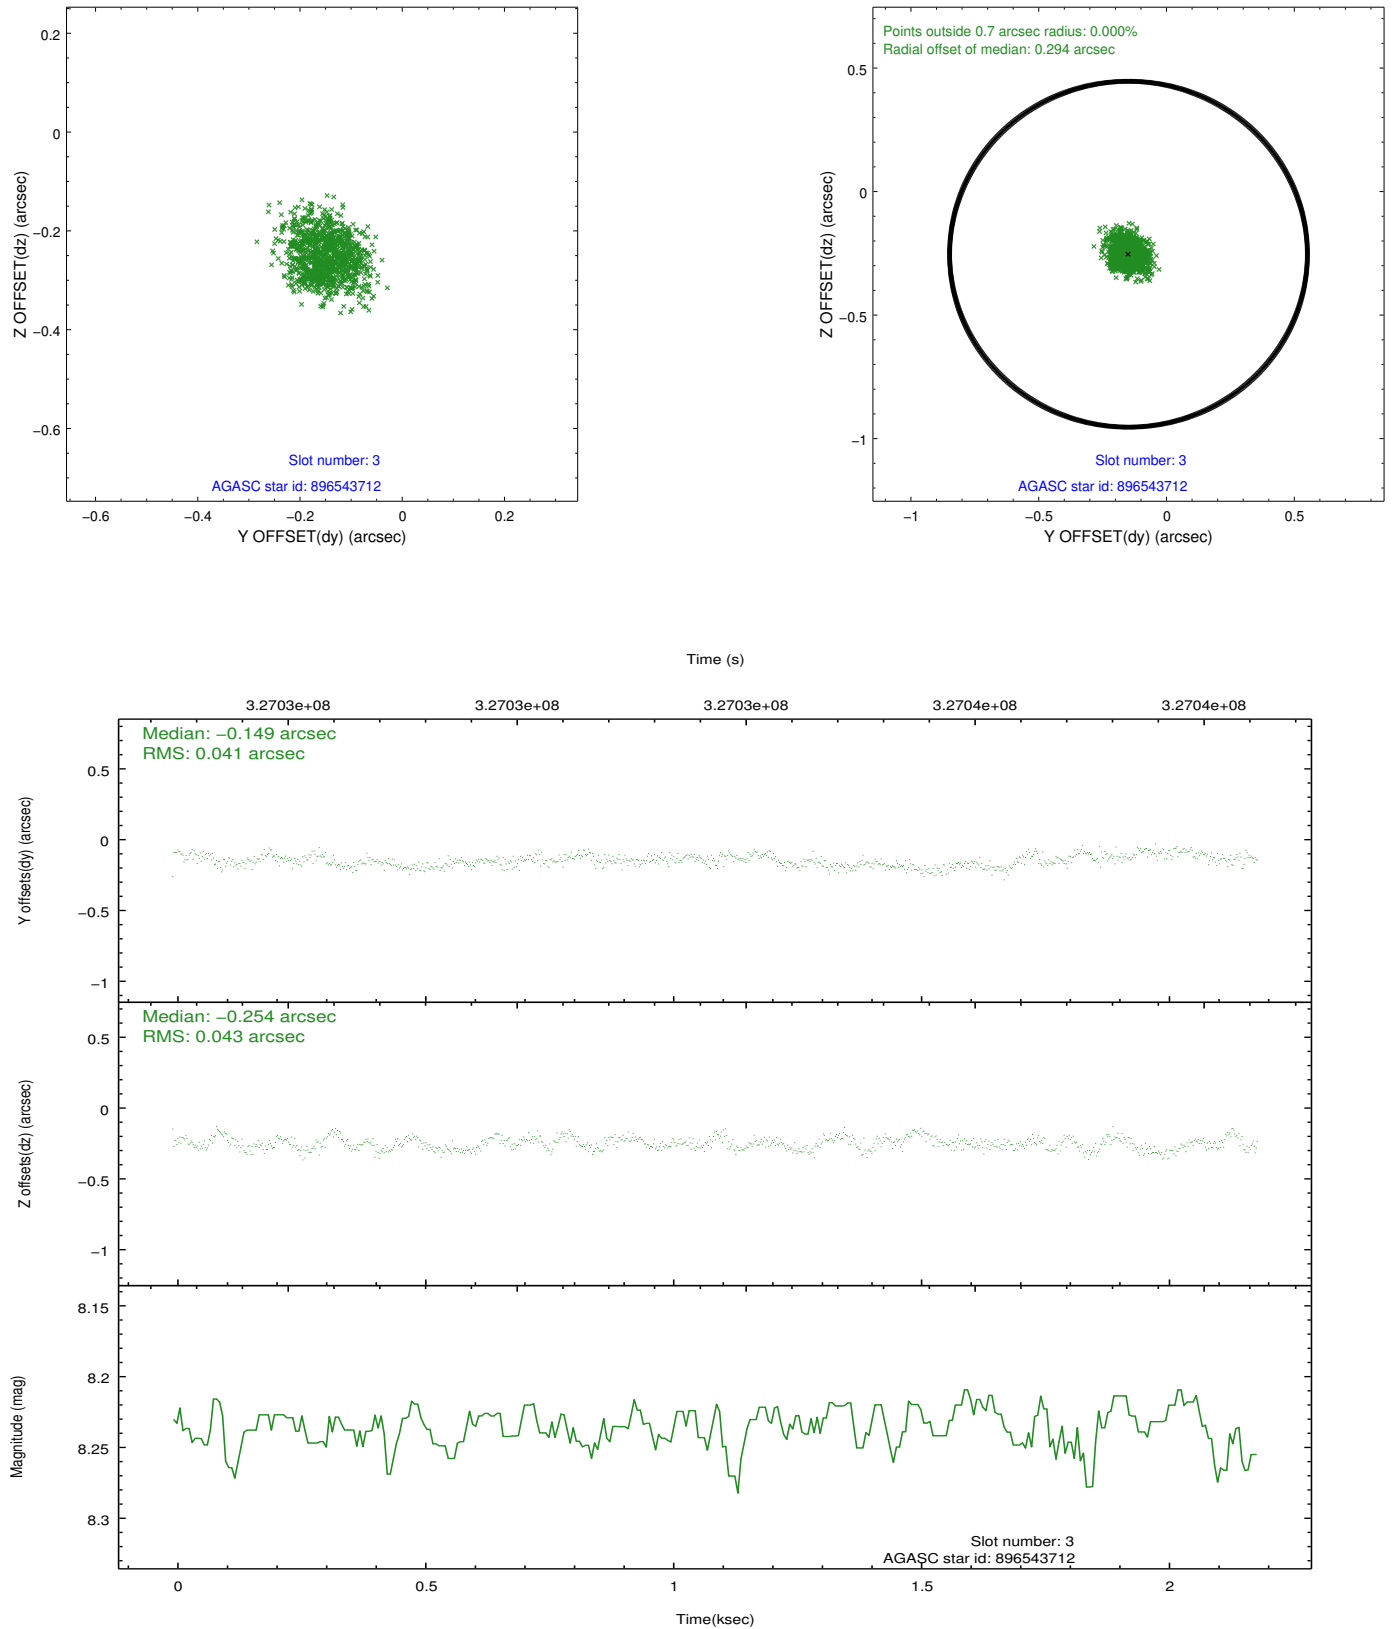 0.2
0
−0.2
−0.4
−0.6
Z OFFSET(dz) (arcsec)
Slot number: 3
AGASC star id: 896543712
−0.6 −0.4 −0.2 0 0.2
Y OFFSET(dy) (arcsec)
Points outside 0.7 arcsec radius: 0.000%
Radial offset of median: 0.294 arcsec
0.5
0
−0.5
−1
Z OFFSET(dz) (arcsec)
Slot number: 3
AGASC star id: 896543712
−1 −0.5 0 0.5
Y OFFSET(dy) (arcsec)
Time (s)
3.2703e+08 3.2703e+08 3.2703e+08 3.2704e+08 3.2704e+08
Median: −0.149 arcsec
RMS: 0.041 arcsec
0.5
0
−0.5
−1
Y offsets(dy) (arcsec)
Median: −0.254 arcsec
RMS: 0.043 arcsec
0.5
0
−0.5
−1
Z offsets(dz) (arcsec)
8.15
8.2
8.25
8.3
Magnitude (mag)
Slot number: 3
AGASC star id: 896543712
0 0.5 1 1.5 2
Time(ksec)